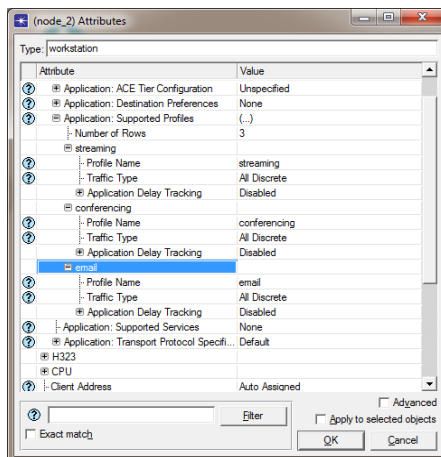 (node_2) Attributes
Type: workstation
Attribute Value
Application: ACE Tier Configuration Unspecified
Application: Destination Preferences None
Application: Supported Profiles (...)
Number of Rows 3
streaming
Profile Name streaming
Traffic Type All Discrete
Application Delay Tracking Disabled
conferencing
Profile Name conferencing
Traffic Type All Discrete
Application Delay Tracking Disabled
email
Profile Name email
Traffic Type All Discrete
Application Delay Tracking Disabled
Application: Supported Services None
Application: Transport Protocol Specifi... Default
H323
CPU
Client Address Auto Assigned
Advanced
Filter Apply to selected objects
Exact match
OK Cancel